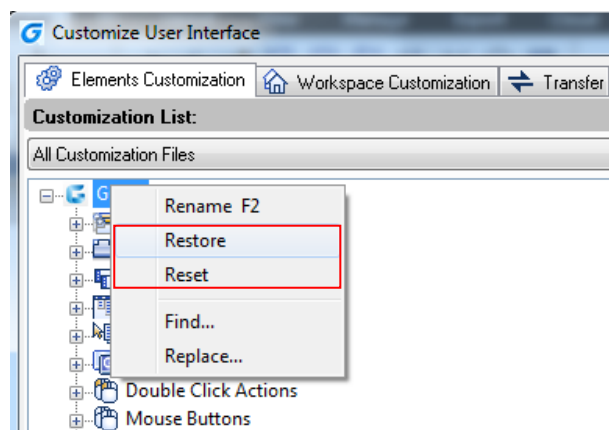 Customize User Interface
Elements Customization
Workspace Customization
Transfer
Customization List:
All Customization Files
Rename F2
Restore
Reset
Find...
Replace...
Double Click Actions
Mouse Buttons